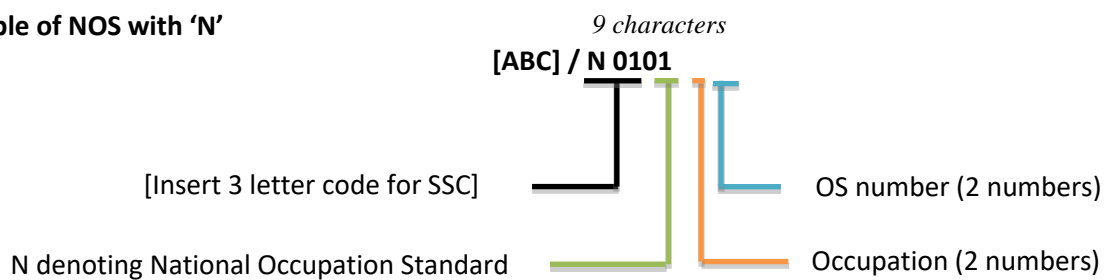 ple of NOS with ‘N’
9 characters
[ABC] / N 0101
[Insert 3 letter code for SSC]
OS number (2 numbers)
N denoting National Occupation Standard
Occupation (2 numbers)